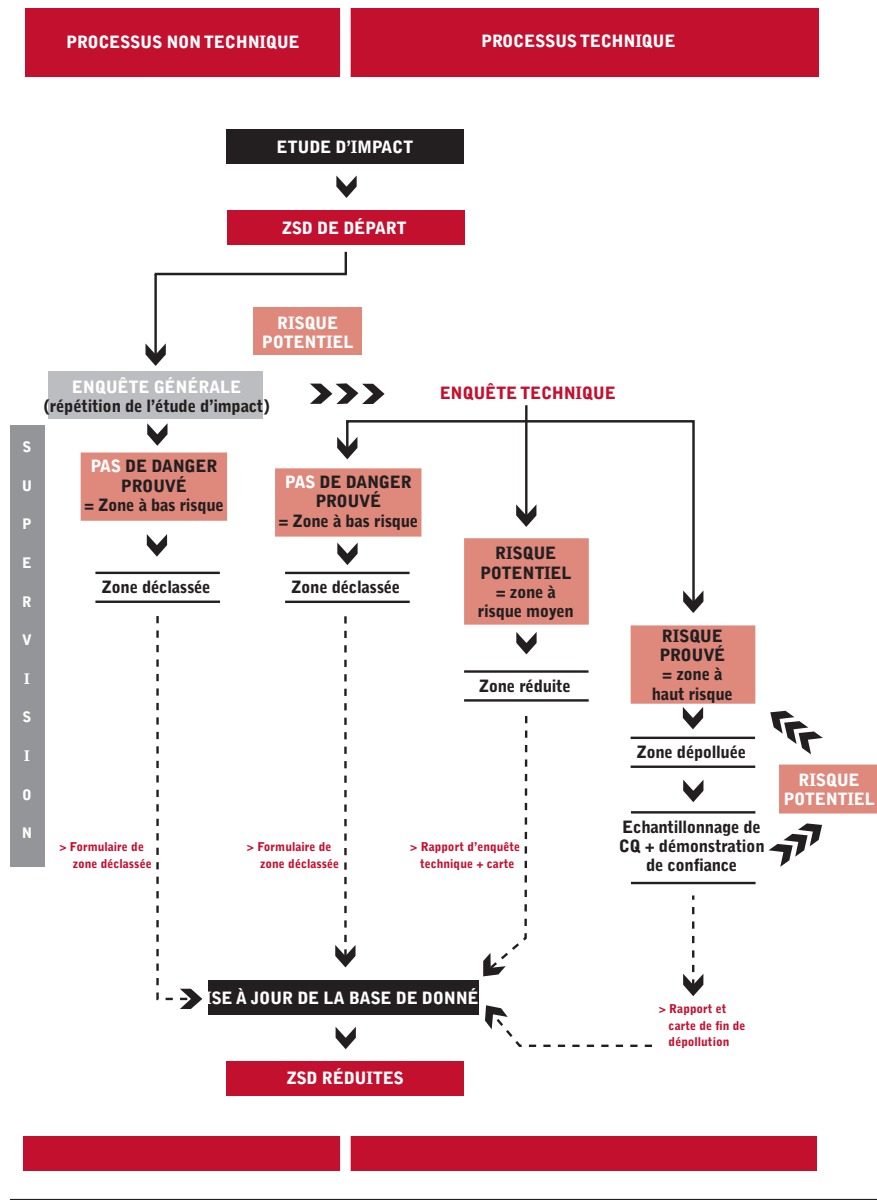 PROCESSUS NON TECHNIQUE
PROCESSUS TECHNIQUE
ETUDE D'IMPACT
ZSD DE DÉPART
RISQUE
POTENTIEL
ENQUÊTE GÉNÉRALE
(répétition de l'étude d'impact)
ENQUÊTE TECHNIQUE
SUPERVISION
PAS DE DANGER
PROUVÉ
= Zone à bas risque
Zone déclassée
PAS DE DANGER
PROUVÉ
= Zone à bas risque
Zone déclassée
RISQUE
POTENTIEL
= zone à
risque moyen
Zone réduite
RISQUE
PROUVÉ
= zone à
haut risque
Zone dépolluée
RISQUE
POTENTIEL
Echantillonnage de
CQ + démonstration
de confiance
> Formulaire de
zone déclassée
> Formulaire de
zone déclassée
> Rapport d'enquête
technique + carte
> Rapport et
carte de fin de
dépollution
ISE À JOUR DE LA BASE DE DONNÉ
ZSD RÉDUITES